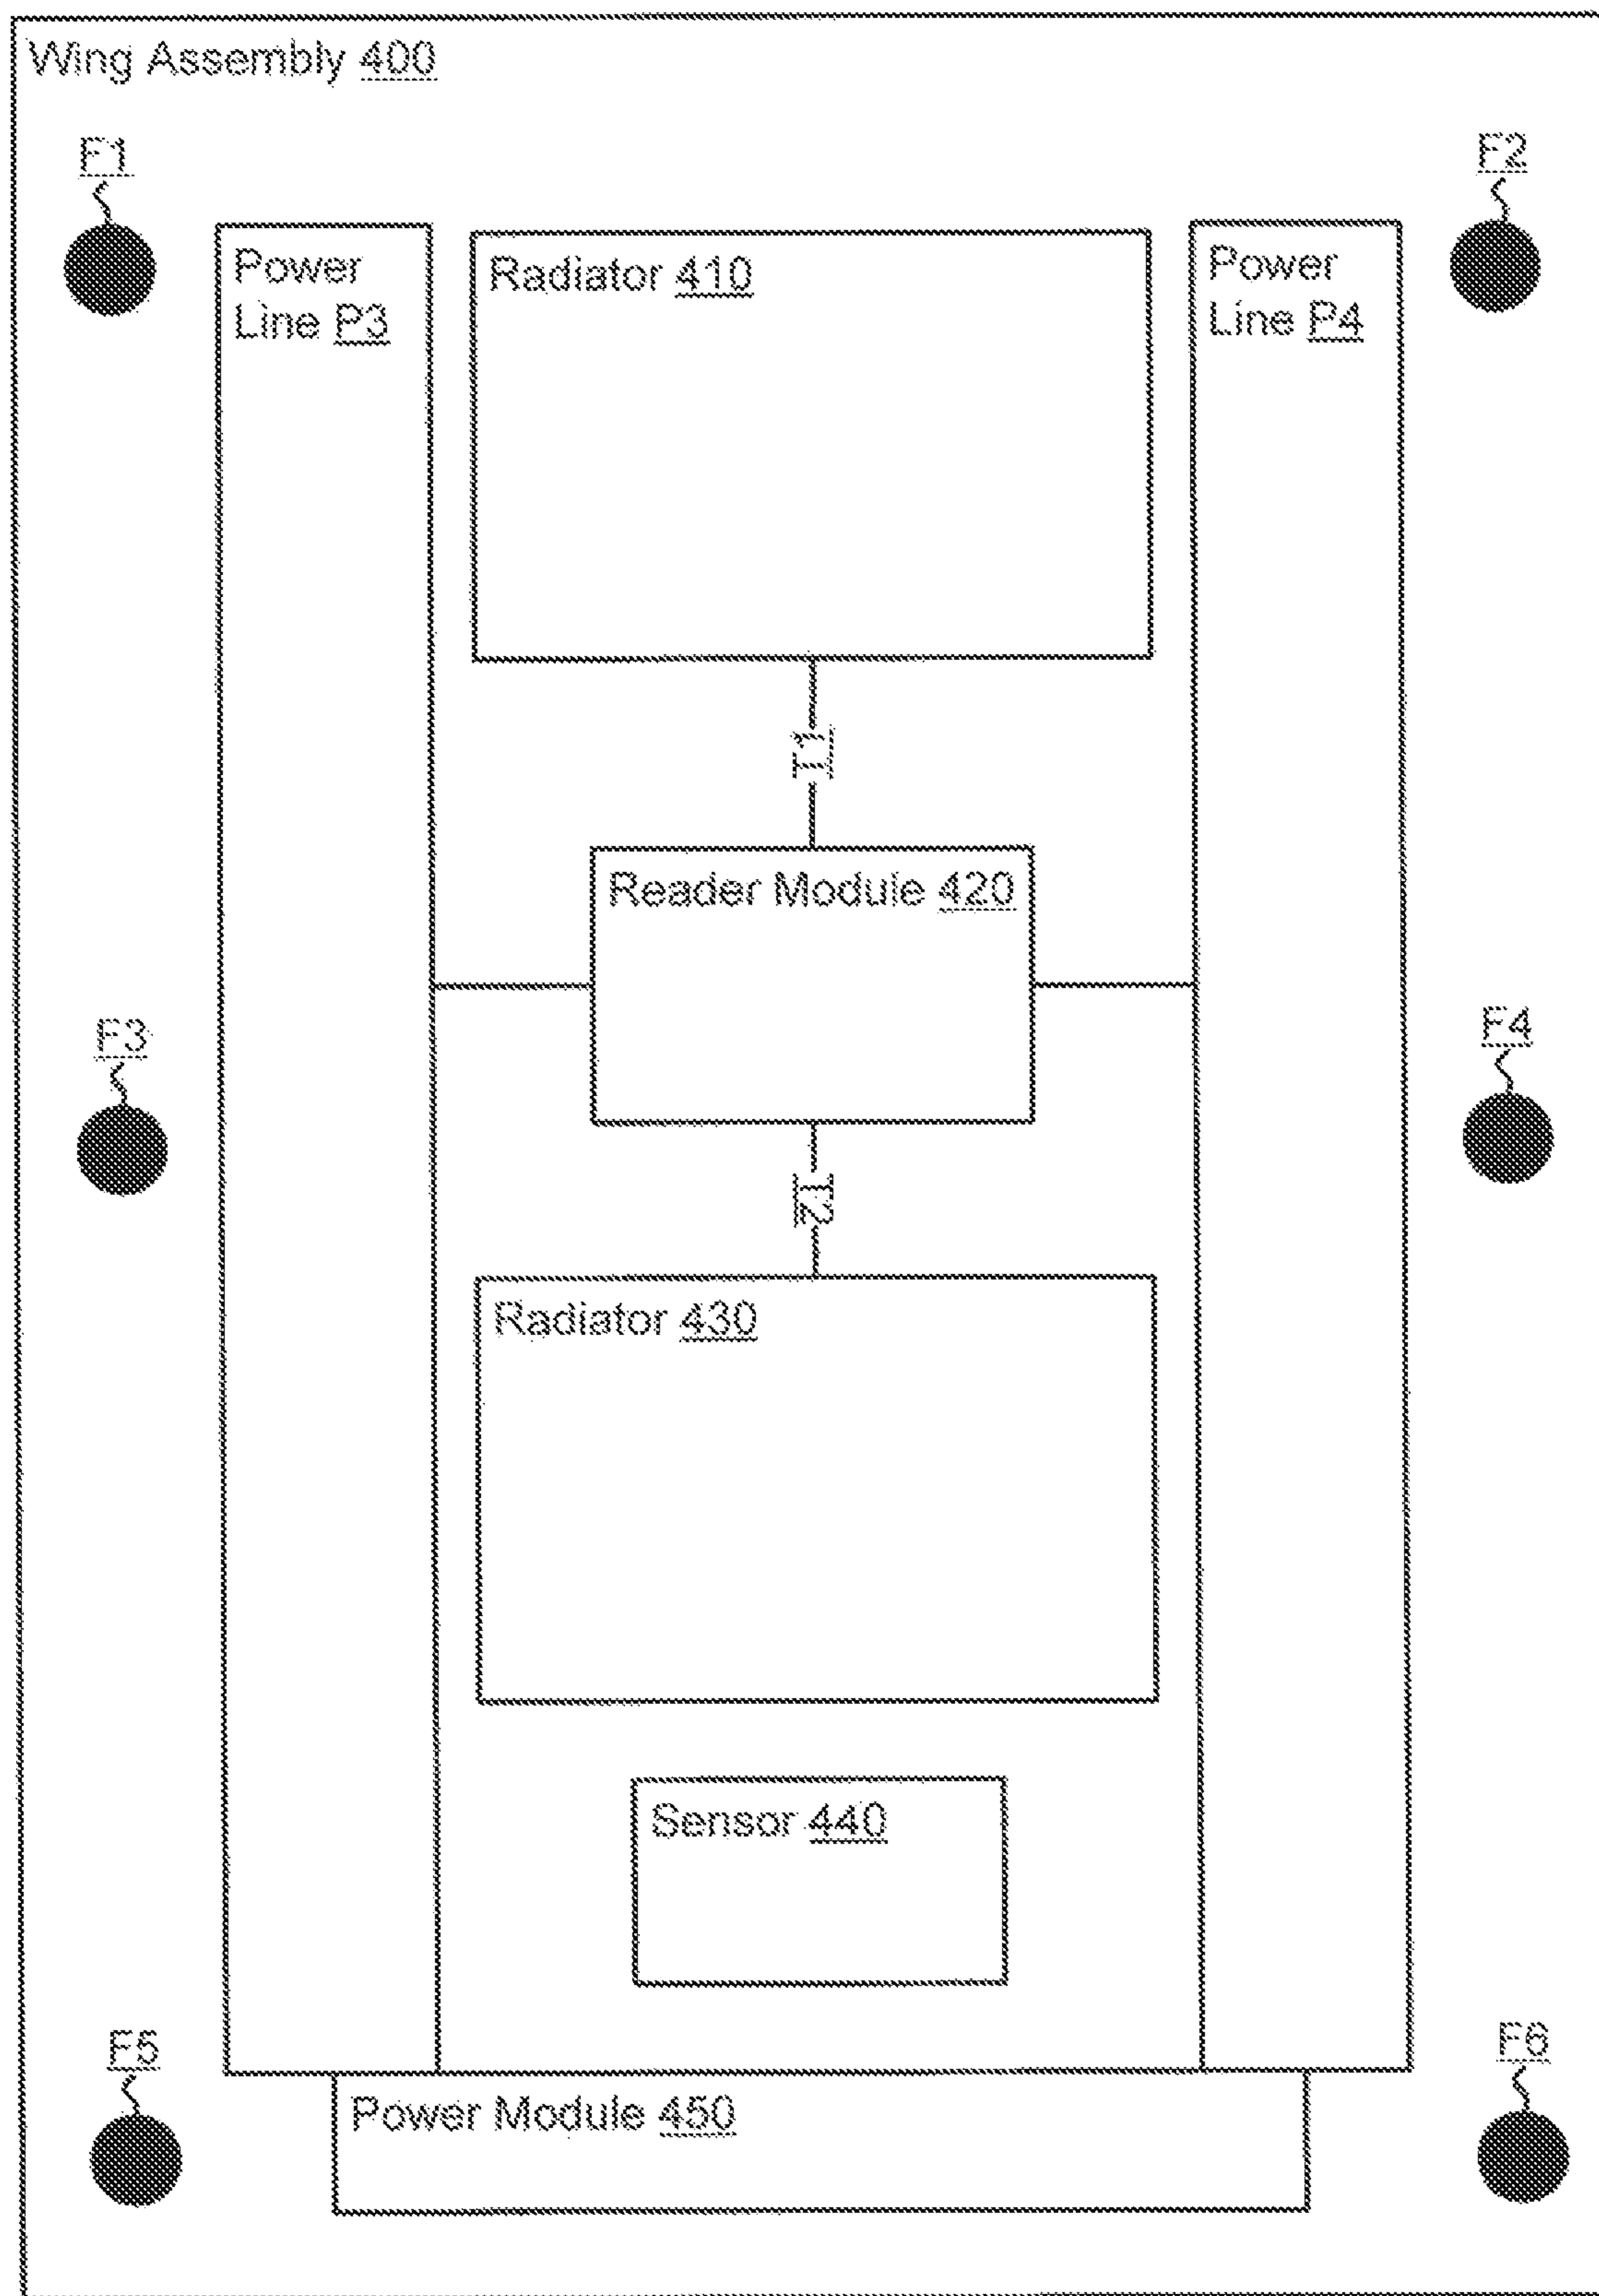 Wing Assembly 400
F1
F2
Power
Line P3
Radiator 410
Power
Line P4
T1
Reader Module 420
F3
F4
T2
Radiator 430
Sensor 440
F5
F6
Power Module 450